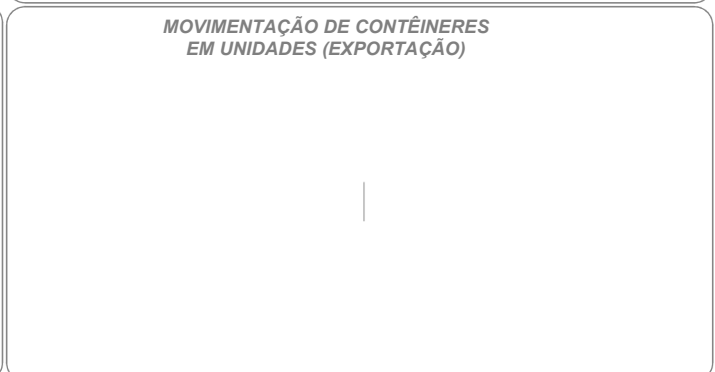 MOVIMENTAÇÃO DE CONTÊINERES
EM UNIDADES (EXPORTAÇÃO)